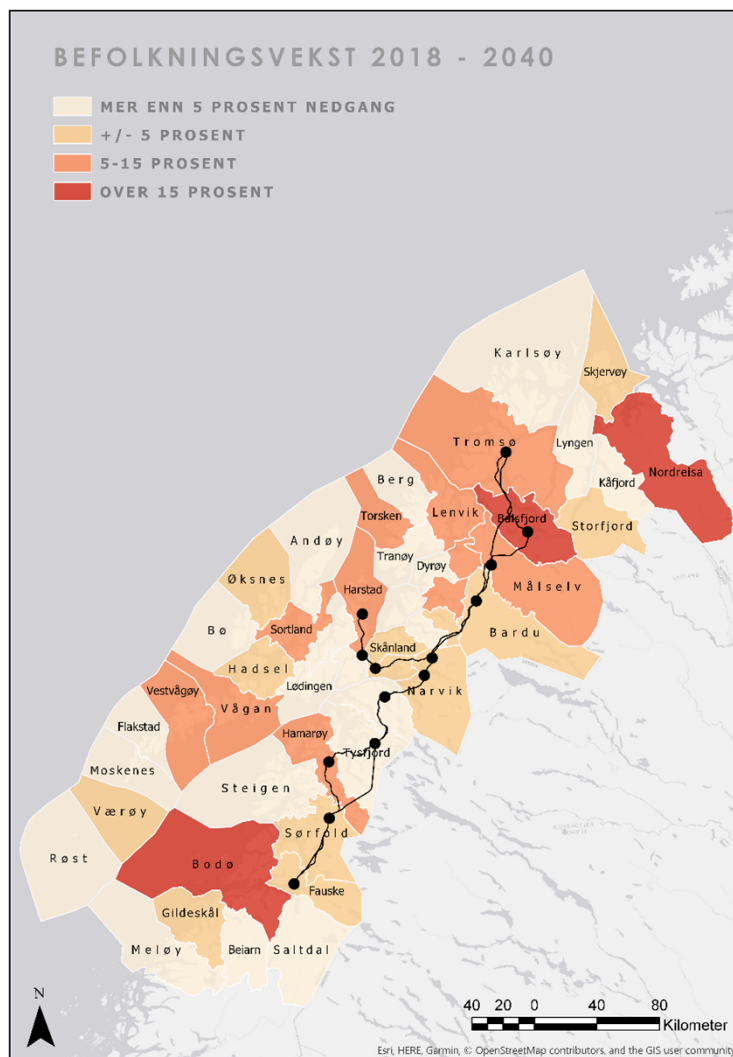 BEFOLKNINGSVEKST 2018 - 2040
MER ENN 5 PROSENT NEDGANG
+/- 5 PROSENT
5-15 PROSENT
OVER 15 PROSENT
Karlsøy
Skjervøy
Tromsø
Lyngen
Nordreisa
Berg
Kåfjord
Torsken
Lenvik
Balsfjord
Storfjord
Andøy
Tranøy
Dyrøy
Øksnes
Harstad
Målselv
Bø
Sortland
Skånland
Bardu
Hadsel
Lødingen
Narvik
Vestvågøy
Vågan
Flakstad
Hamarøy
Tysfjord
Moskenes
Steigen
Værøy
Sørfold
Røst
Bodø
Fauske
Gildeskål
Meløy
Beiarn
Saltdal
N
40 20 0 40 80
Kilometer
Esri, HERE, Garmin, © OpenStreetMap contributors, and the GIS user community